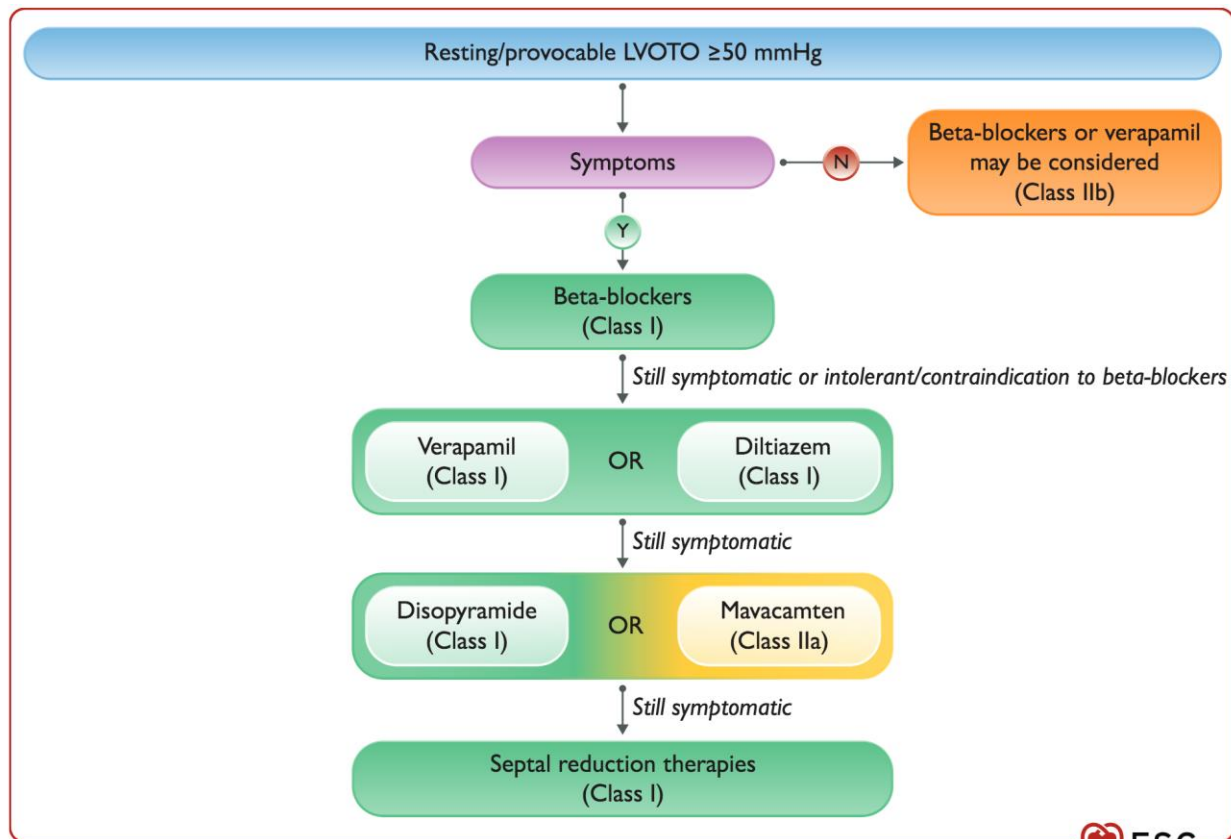 Resting/provocable LVOTO ≥50 mmHg
Symptoms
N
Beta-blockers or verapamil
may be considered
(Class IIb)
Y
Beta-blockers
(Class I)
Still symptomatic or intolerant/contraindication to beta-blockers
Verapamil
(Class I)
OR
Diltiazem
(Class I)
Still symptomatic
Disopyramide
(Class I)
OR
Mavacamten
(Class IIa)
Still symptomatic
Septal reduction therapies
(Class I)
ESC